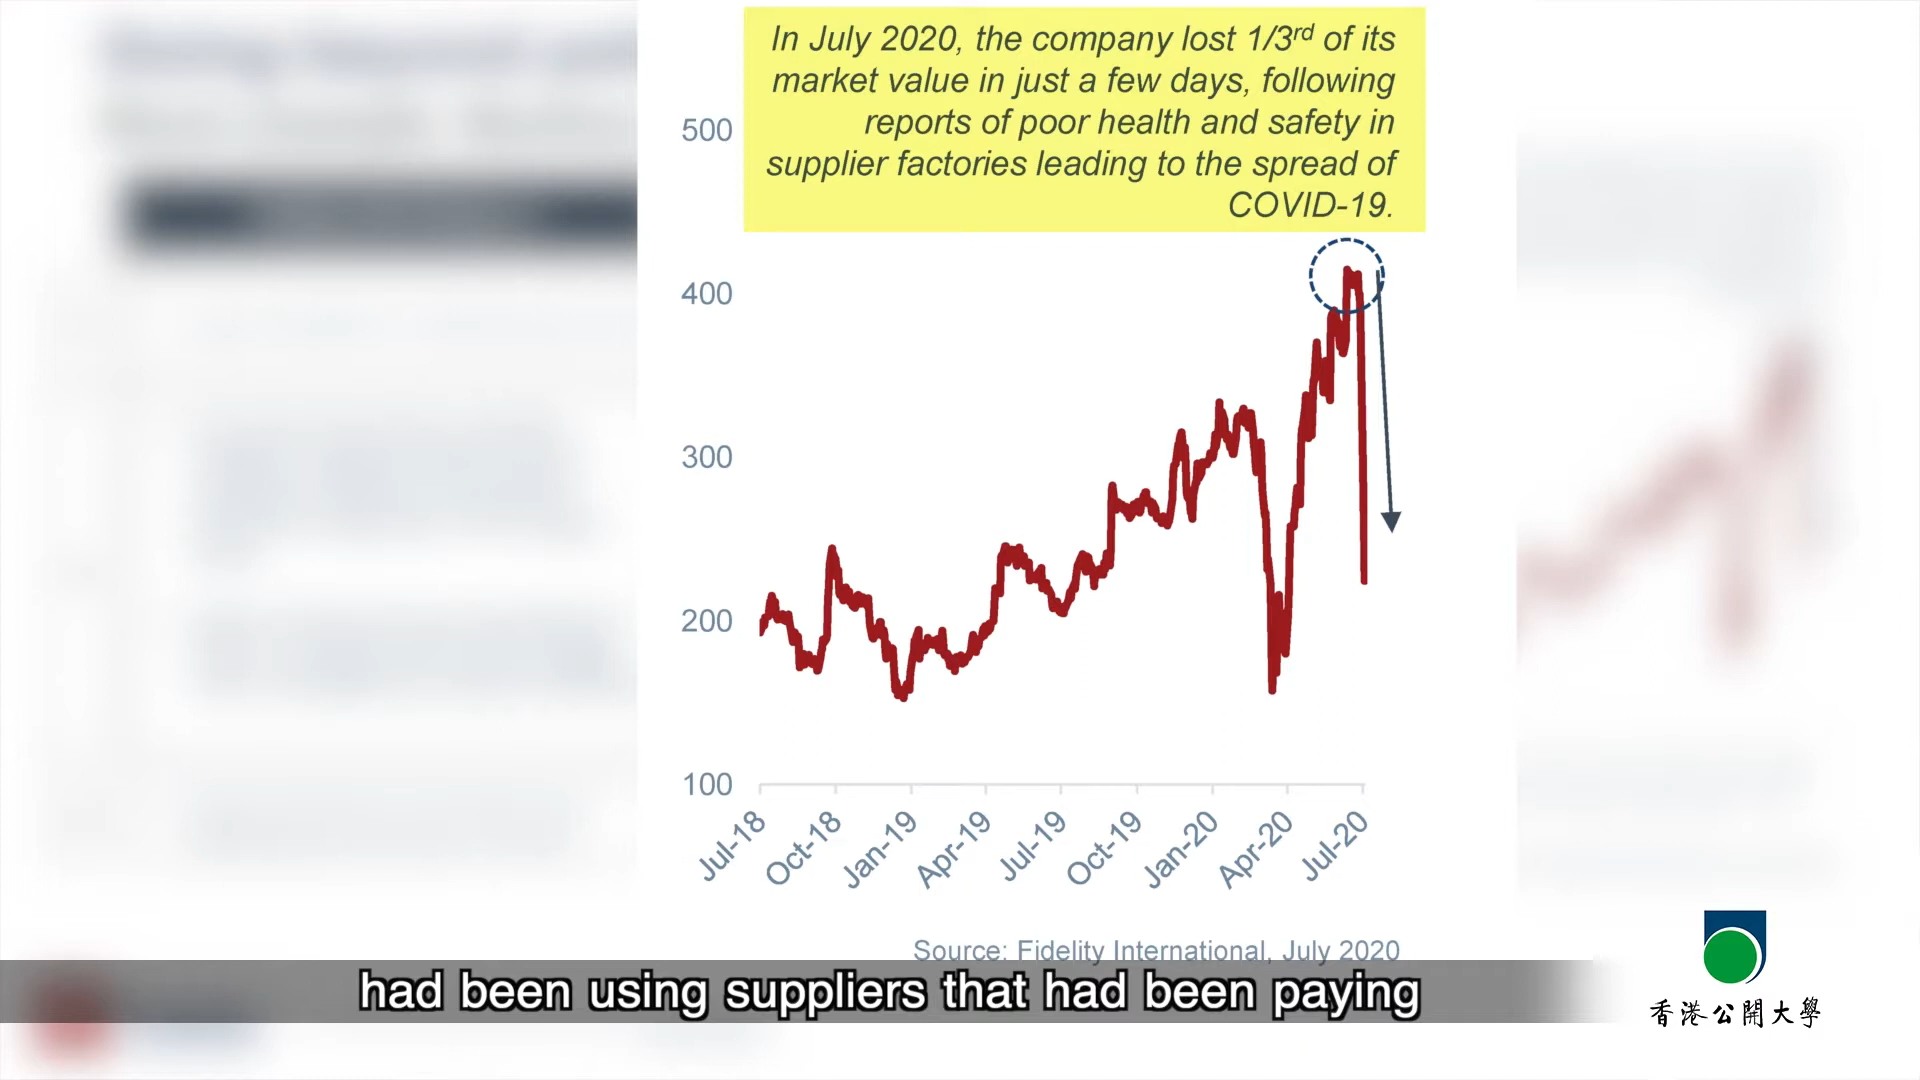 In July 2020, the company lost 1/3rd of its
market value in just a few days, following
reports of poor health and safety in
supplier factories leading to the spread of
COVID-19.
500
400
300
200
100
Jul-18
Oct-18
Jan-19
Apr-19
Jul-19
Oct-19
Jan-20
Apr-20
Jul-20
Source: Fidelity International, July 2020
had been using suppliers that had been paying
香港公開大學